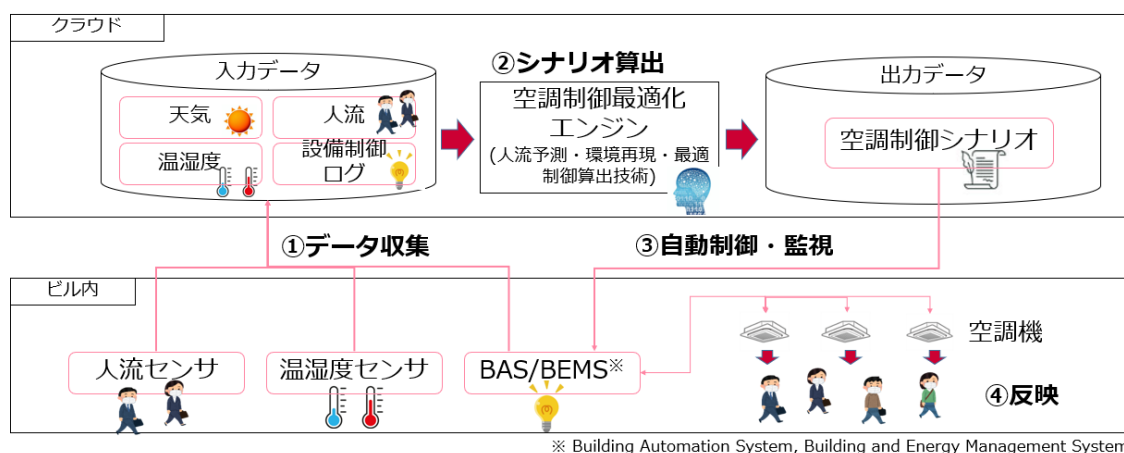 クラウド
入力データ
天気
人流
温湿度
設備制御
ログ
②シナリオ算出
空調制御最適化
エンジン
(人流予測・環境再現・最適
制御算出技術)
出力データ
空調制御シナリオ
①データ収集
③自動制御・監視
ビル内
人流センサ
温湿度センサ
BAS/BEMS※
空調機
④反映
※ Building Automation System, Building and Energy Management System